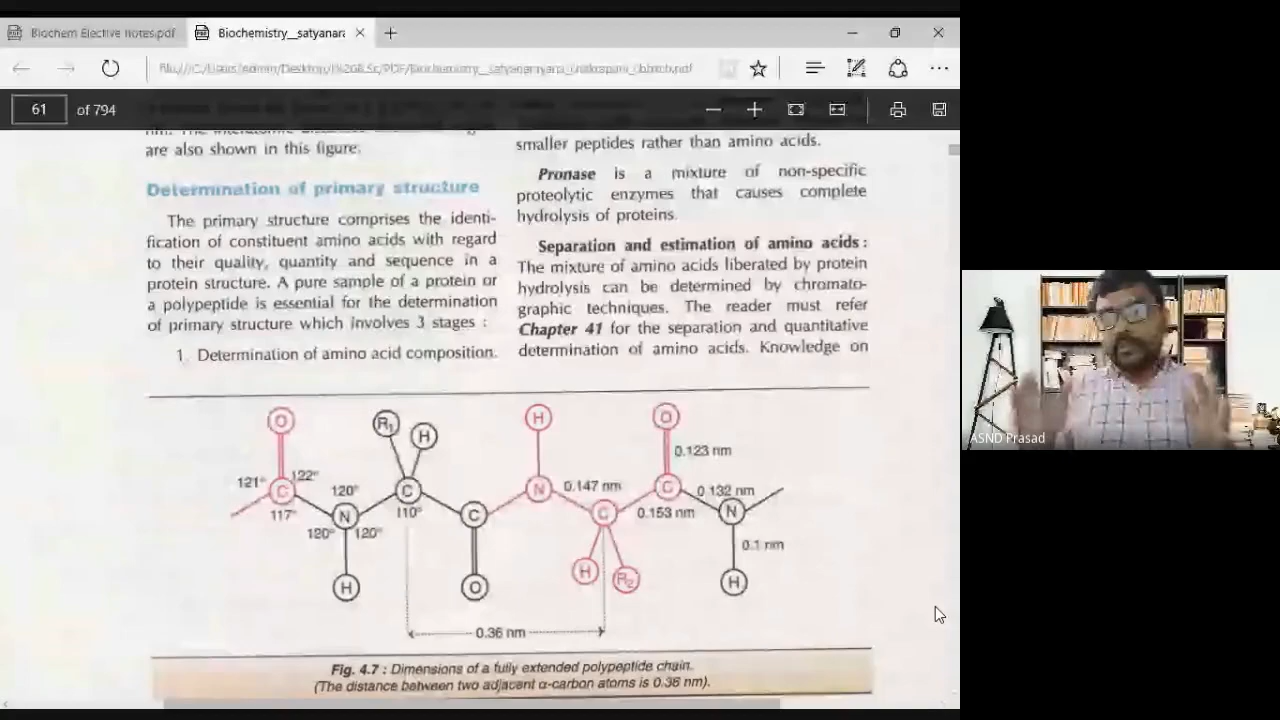 Biochem Elective notes.pdf
Biochemistry__satyanara
61 of 794
are also shown in this figure.
Determination of primary structure
The primary structure comprises the identi-
fication of constituent amino acids with regard
to their quality, quantity and sequence in a
protein structure. A pure sample of a protein or
a polypeptide is essential for the determination
of primary structure which involves 3 stages :
1. Determination of amino acid composition.
smaller peptides rather than amino acids.
Pronase is a mixture of non-specific
proteolytic enzymes that causes complete
hydrolysis of proteins.
Separation and estimation of amino acids :
The mixture of amino acids liberated by protein
hydrolysis can be determined by chromato-
graphic techniques. The reader must refer
Chapter 41 for the separation and quantitative
determination of amino acids. Knowledge on
O R1 H H O
121° 122° 120° 0.123 nm
C N C C N 0.147 nm C C 0.132 nm N
117° 110° 0.153 nm
120° 120° 0.1 nm
H O H R2 H
0.36 nm
Fig. 4.7 : Dimensions of a fully extended polypeptide chain.
(The distance between two adjacent α-carbon atoms is 0.36 nm).
ASND Prasad